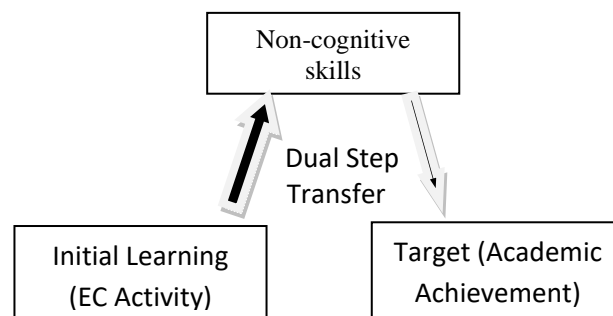 Non-cognitive
skills
Dual Step
Transfer
Initial Learning
(EC Activity)
Target (Academic
Achievement)